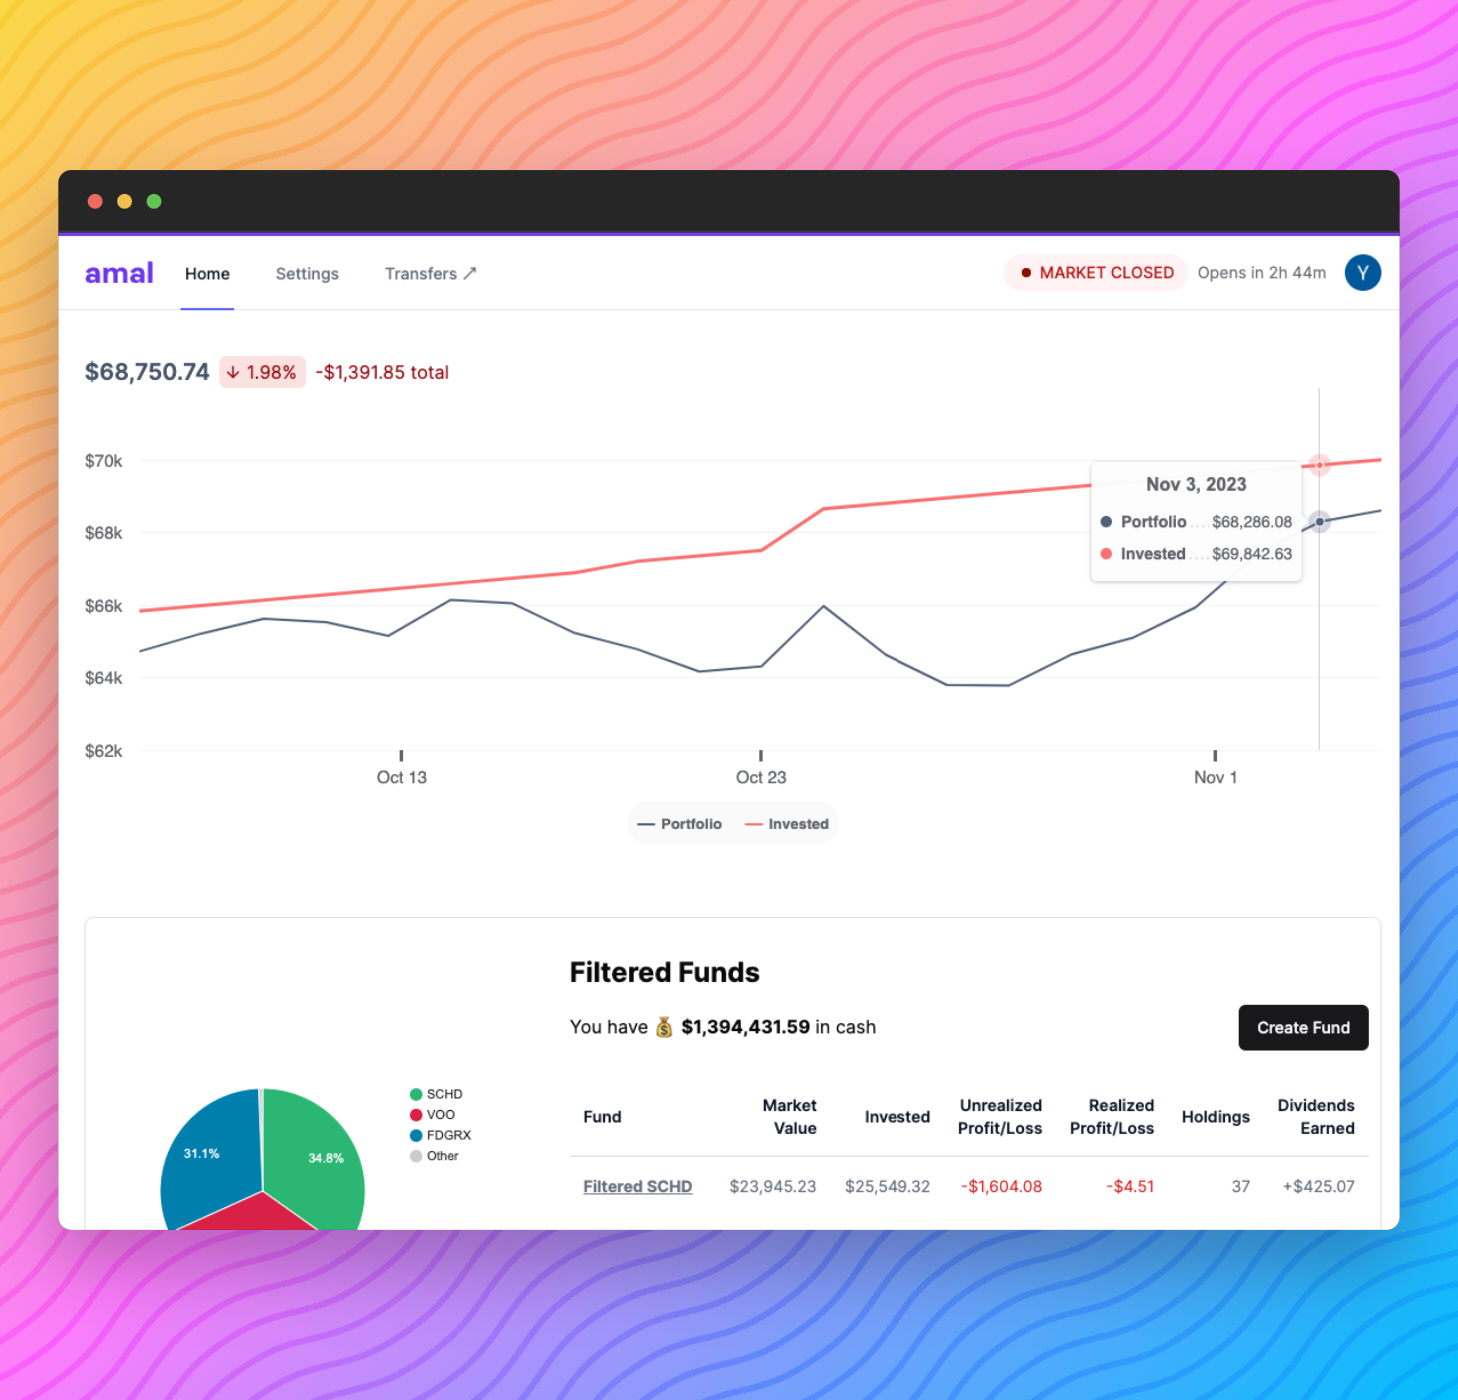 amal Home Settings Transfers ↗ MARKET CLOSED Opens in 2h 44m Y
$68,750.74 ↓ 1.98% -$1,391.85 total
$70k
Nov 3, 2023
Portfolio .... $68,286.08
$68k
Invested .... $69,842.63
$66k
$64k
$62k
Oct 13 Oct 23 Nov 1
Portfolio Invested
Filtered Funds
You have 💰 $1,394,431.59 in cash
Create Fund
SCHD
VOO
FDGRX
Other
31.1%
34.8%
Fund Market Value Invested Unrealized Profit/Loss Realized Profit/Loss Holdings Dividends Earned
Filtered SCHD $23,945.23 $25,549.32 -$1,604.08 -$4.51 37 +$425.07